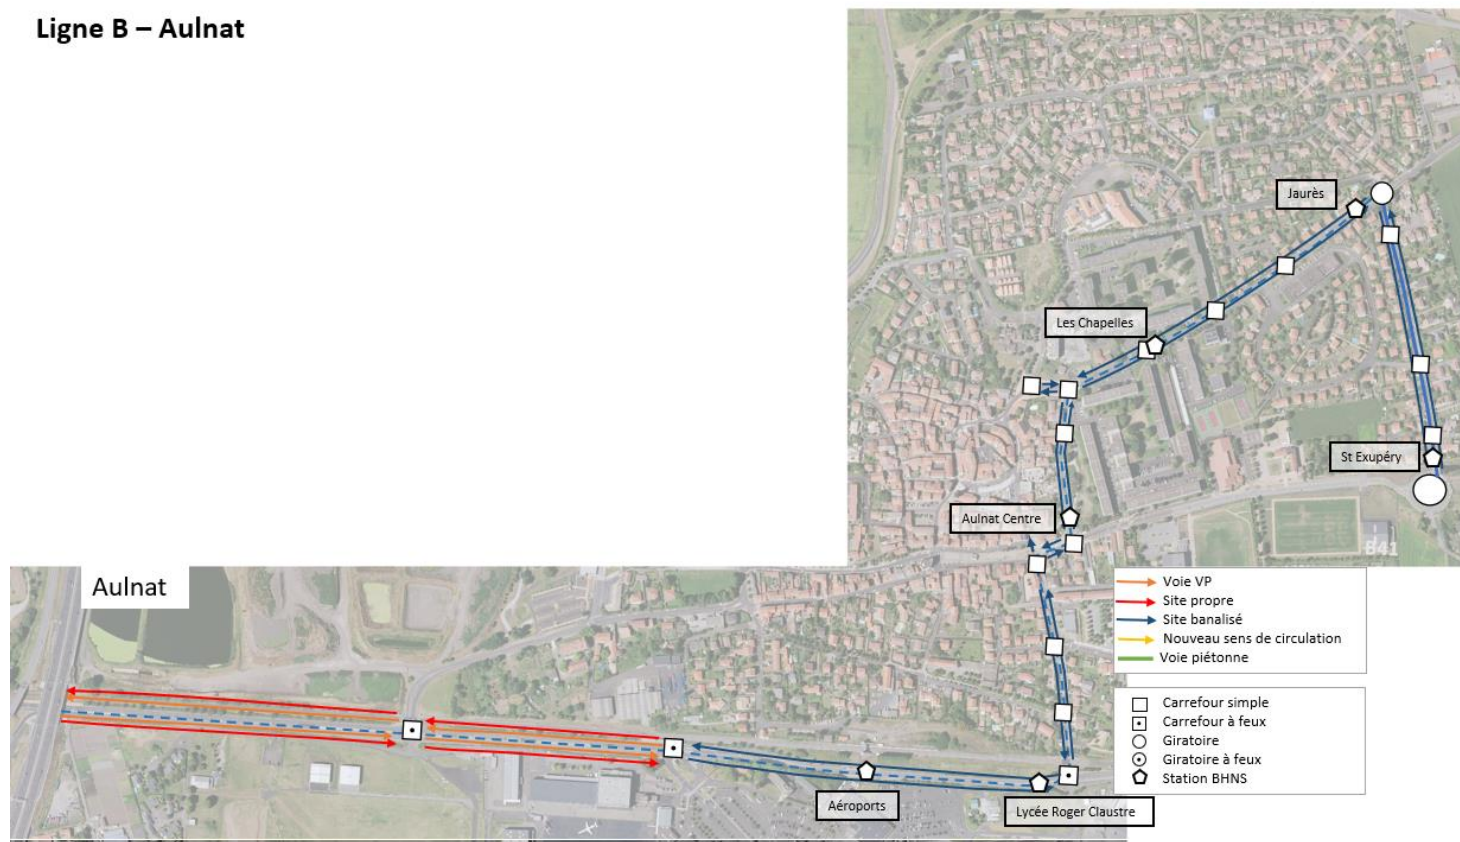 Ligne B – Aulnat
Jaurès
Les Chapelles
St Exupéry
Aulnat Centre
B41
Aulnat
Voie VP
Site propre
Site banalisé
Nouveau sens de circulation
Voie piétonne
Carrefour simple
Carrefour à feux
Giratoire
Giratoire à feux
Station BHNS
Aéroports
Lycée Roger Claustre